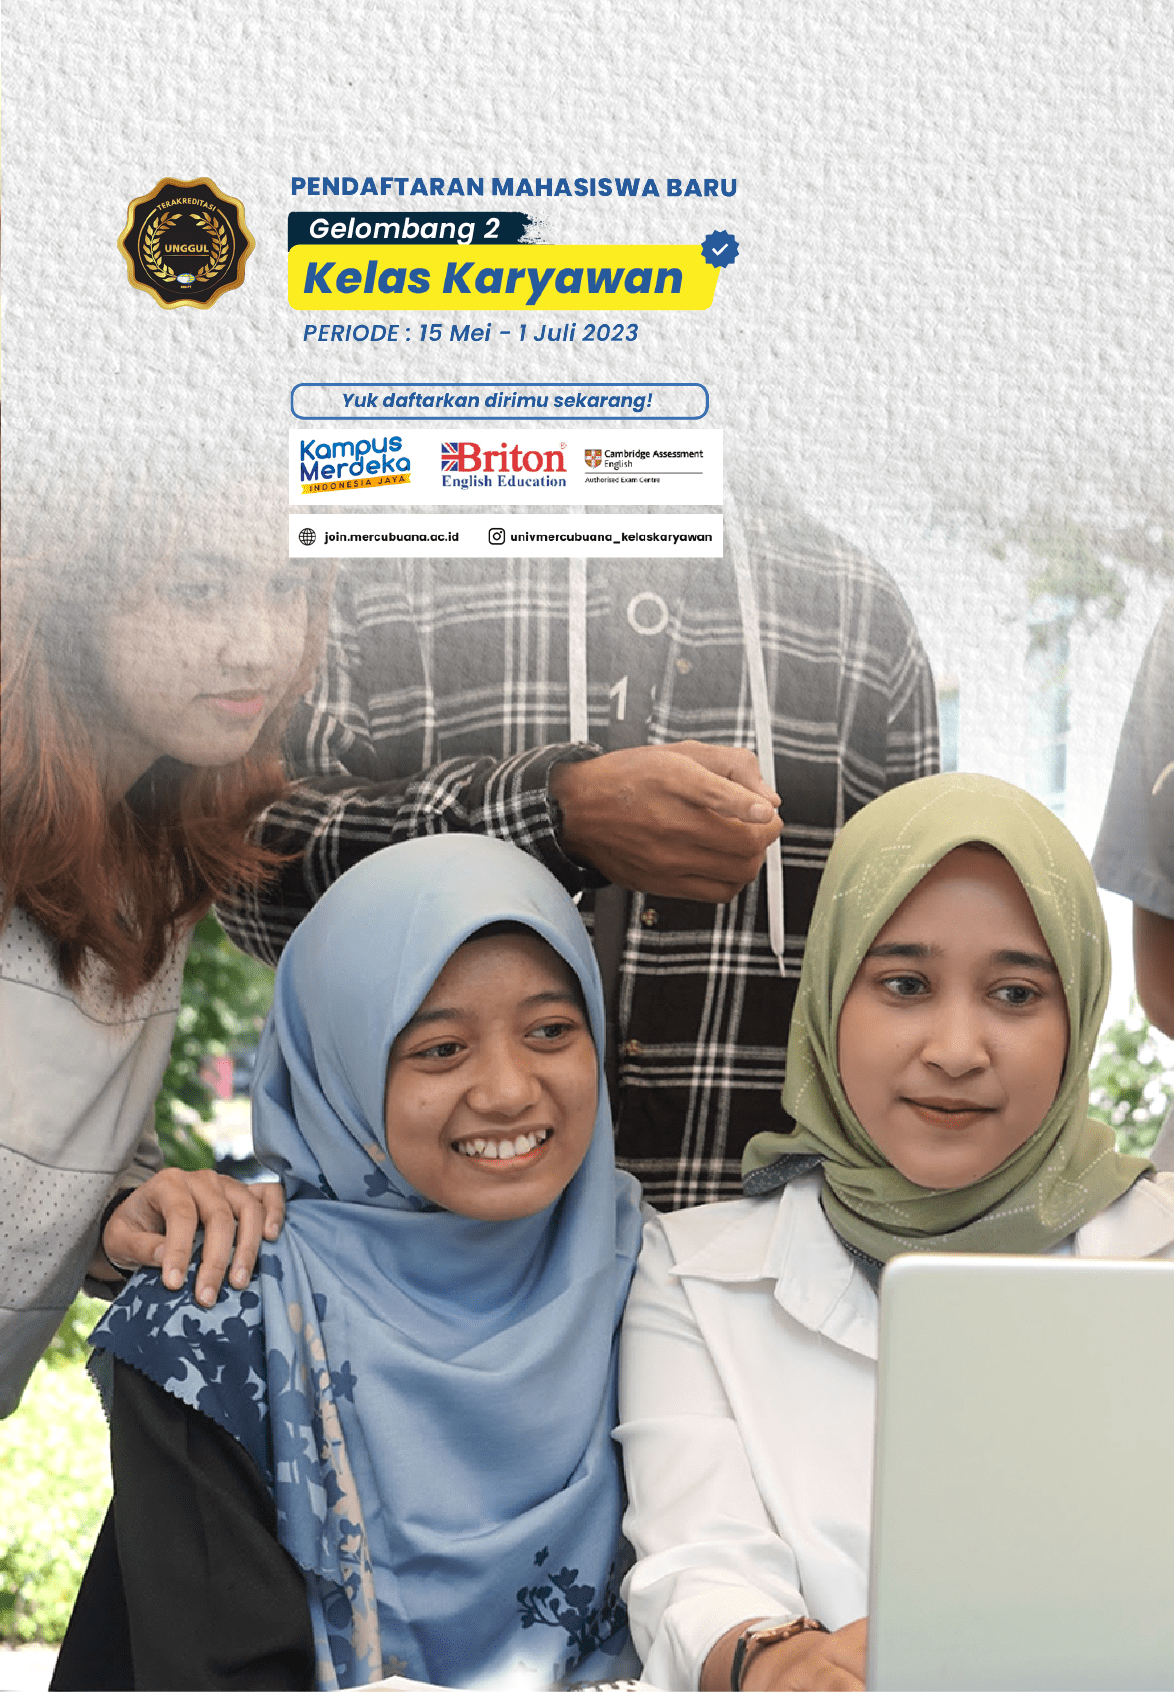 PENDAFTARAN MAHASISWA BARU
TERAKREDITASI
UNGGUL
Gelombang 2
Kelas Karyawan
PERIODE : 15 Mei - 1 Juli 2023
Yuk daftarkan dirimu sekarang!
Kampus
Merdeka
INDONESIA JAYA
Briton®
English Education
Cambridge Assessment
English
Authorised Exam Centre
join.mercubuana.ac.id
univmercubuana_kelaskaryawan